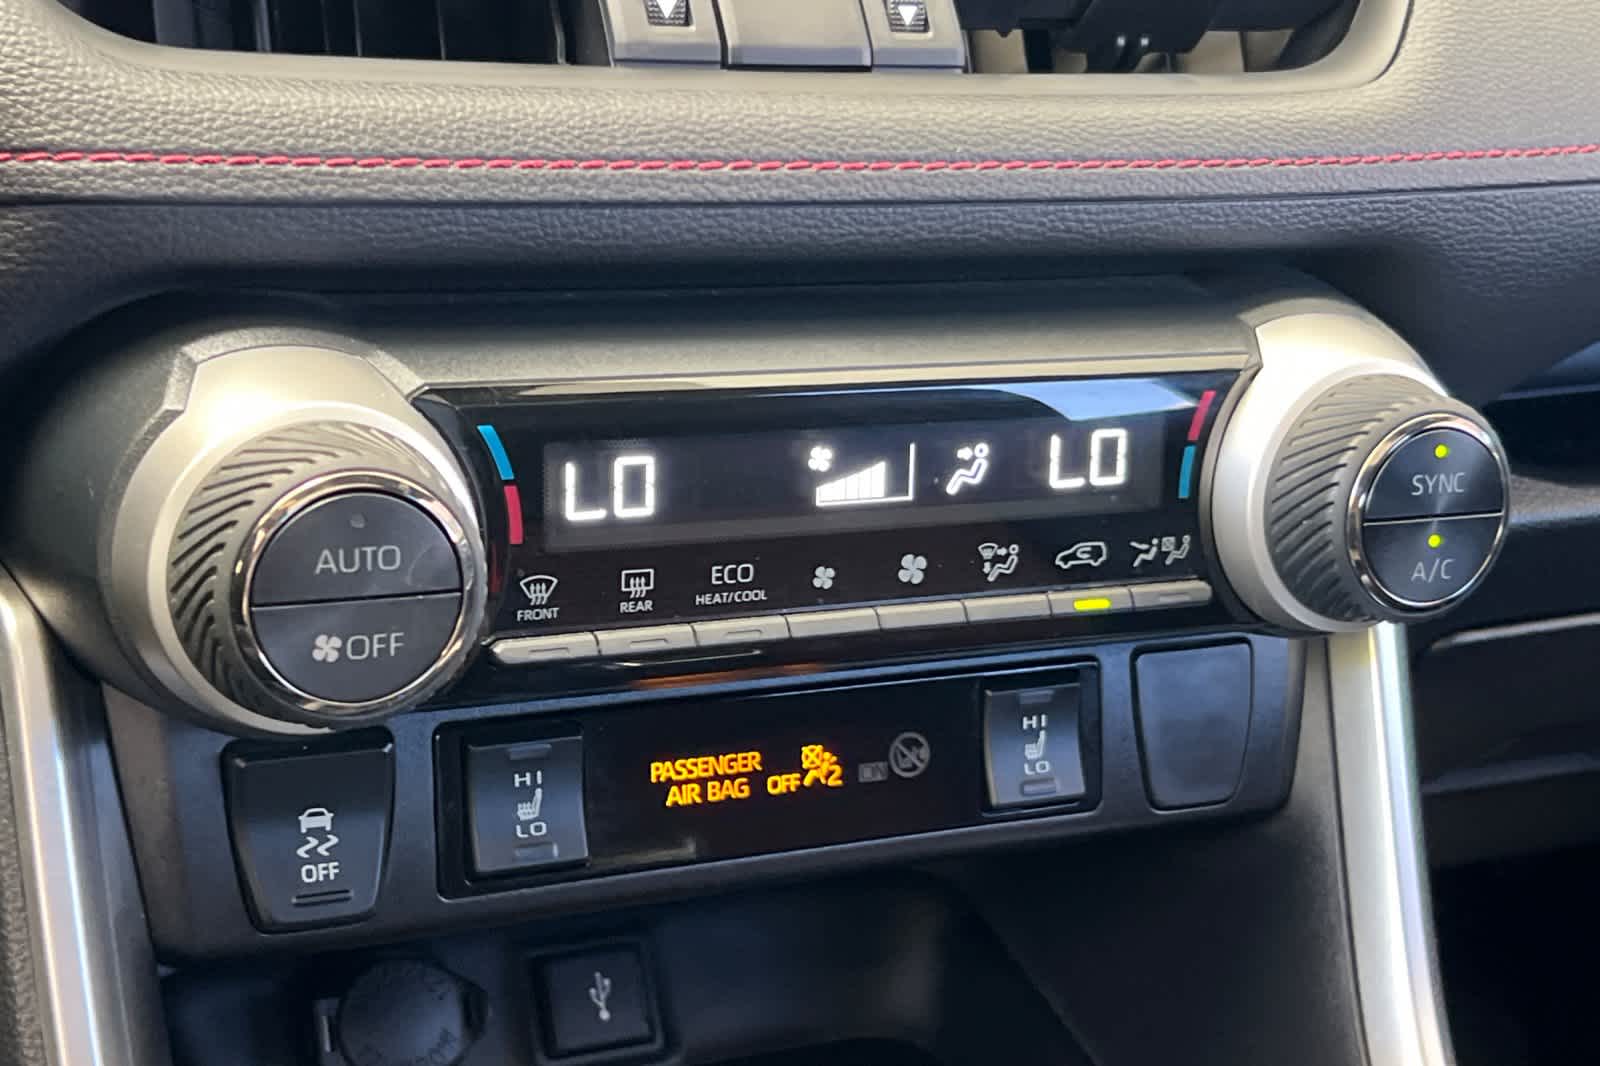 LO
LO
SYNC
A/C
AUTO
OFF
FRONT
REAR
ECO
HEAT/COOL
PASSENGER
AIR BAG
OFF
2
ON
HI
LO
HI
LO
OFF